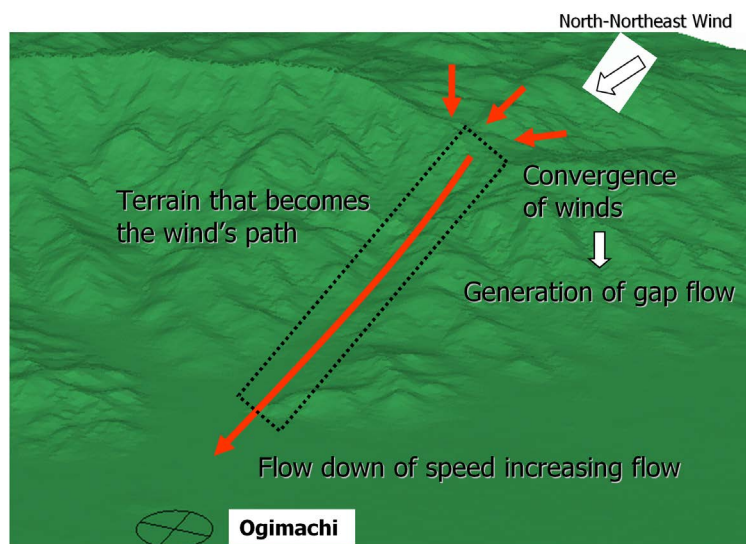 North-Northeast Wind
Terrain that becomes
the wind's path
Convergence
of winds
Generation of gap flow
Flow down of speed increasing flow
Ogimachi